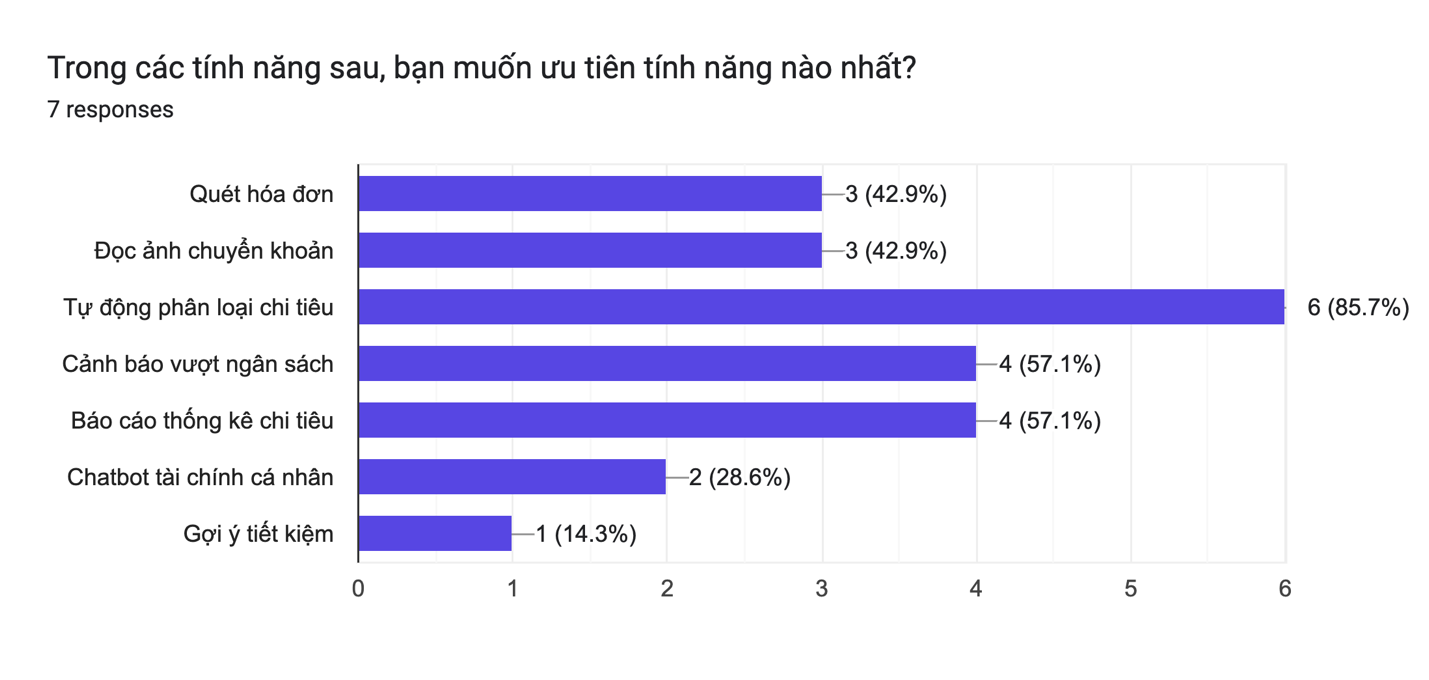 Trong các tính năng sau, bạn muốn ưu tiên tính năng nào nhất?
7 responses
Quét hóa đơn 3 (42.9%)
Đọc ảnh chuyển khoản 3 (42.9%)
Tự động phân loại chi tiêu 6 (85.7%)
Cảnh báo vượt ngân sách 4 (57.1%)
Báo cáo thống kê chi tiêu 4 (57.1%)
Chatbot tài chính cá nhân 2 (28.6%)
Gợi ý tiết kiệm 1 (14.3%)
0 1 2 3 4 5 6